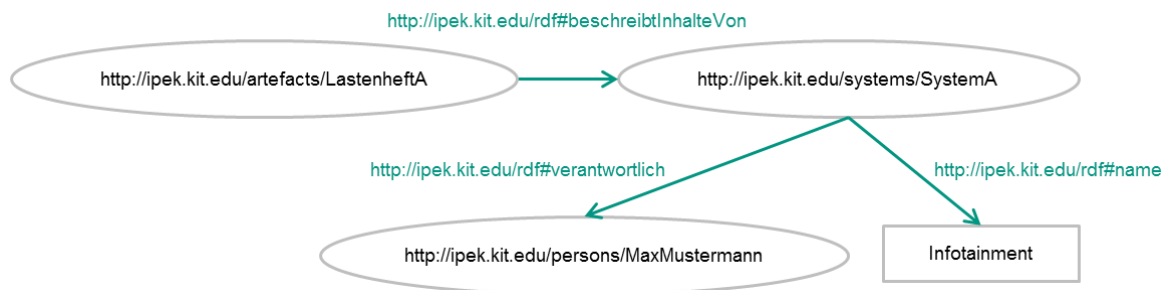 http://ipek.kit.edu/rdf#beschreibtInhalteVon
http://ipek.kit.edu/artefacts/LastenheftA
http://ipek.kit.edu/systems/SystemA
http://ipek.kit.edu/rdf#verantwortlich
http://ipek.kit.edu/rdf#name
http://ipek.kit.edu/persons/MaxMustermann
Infotainment